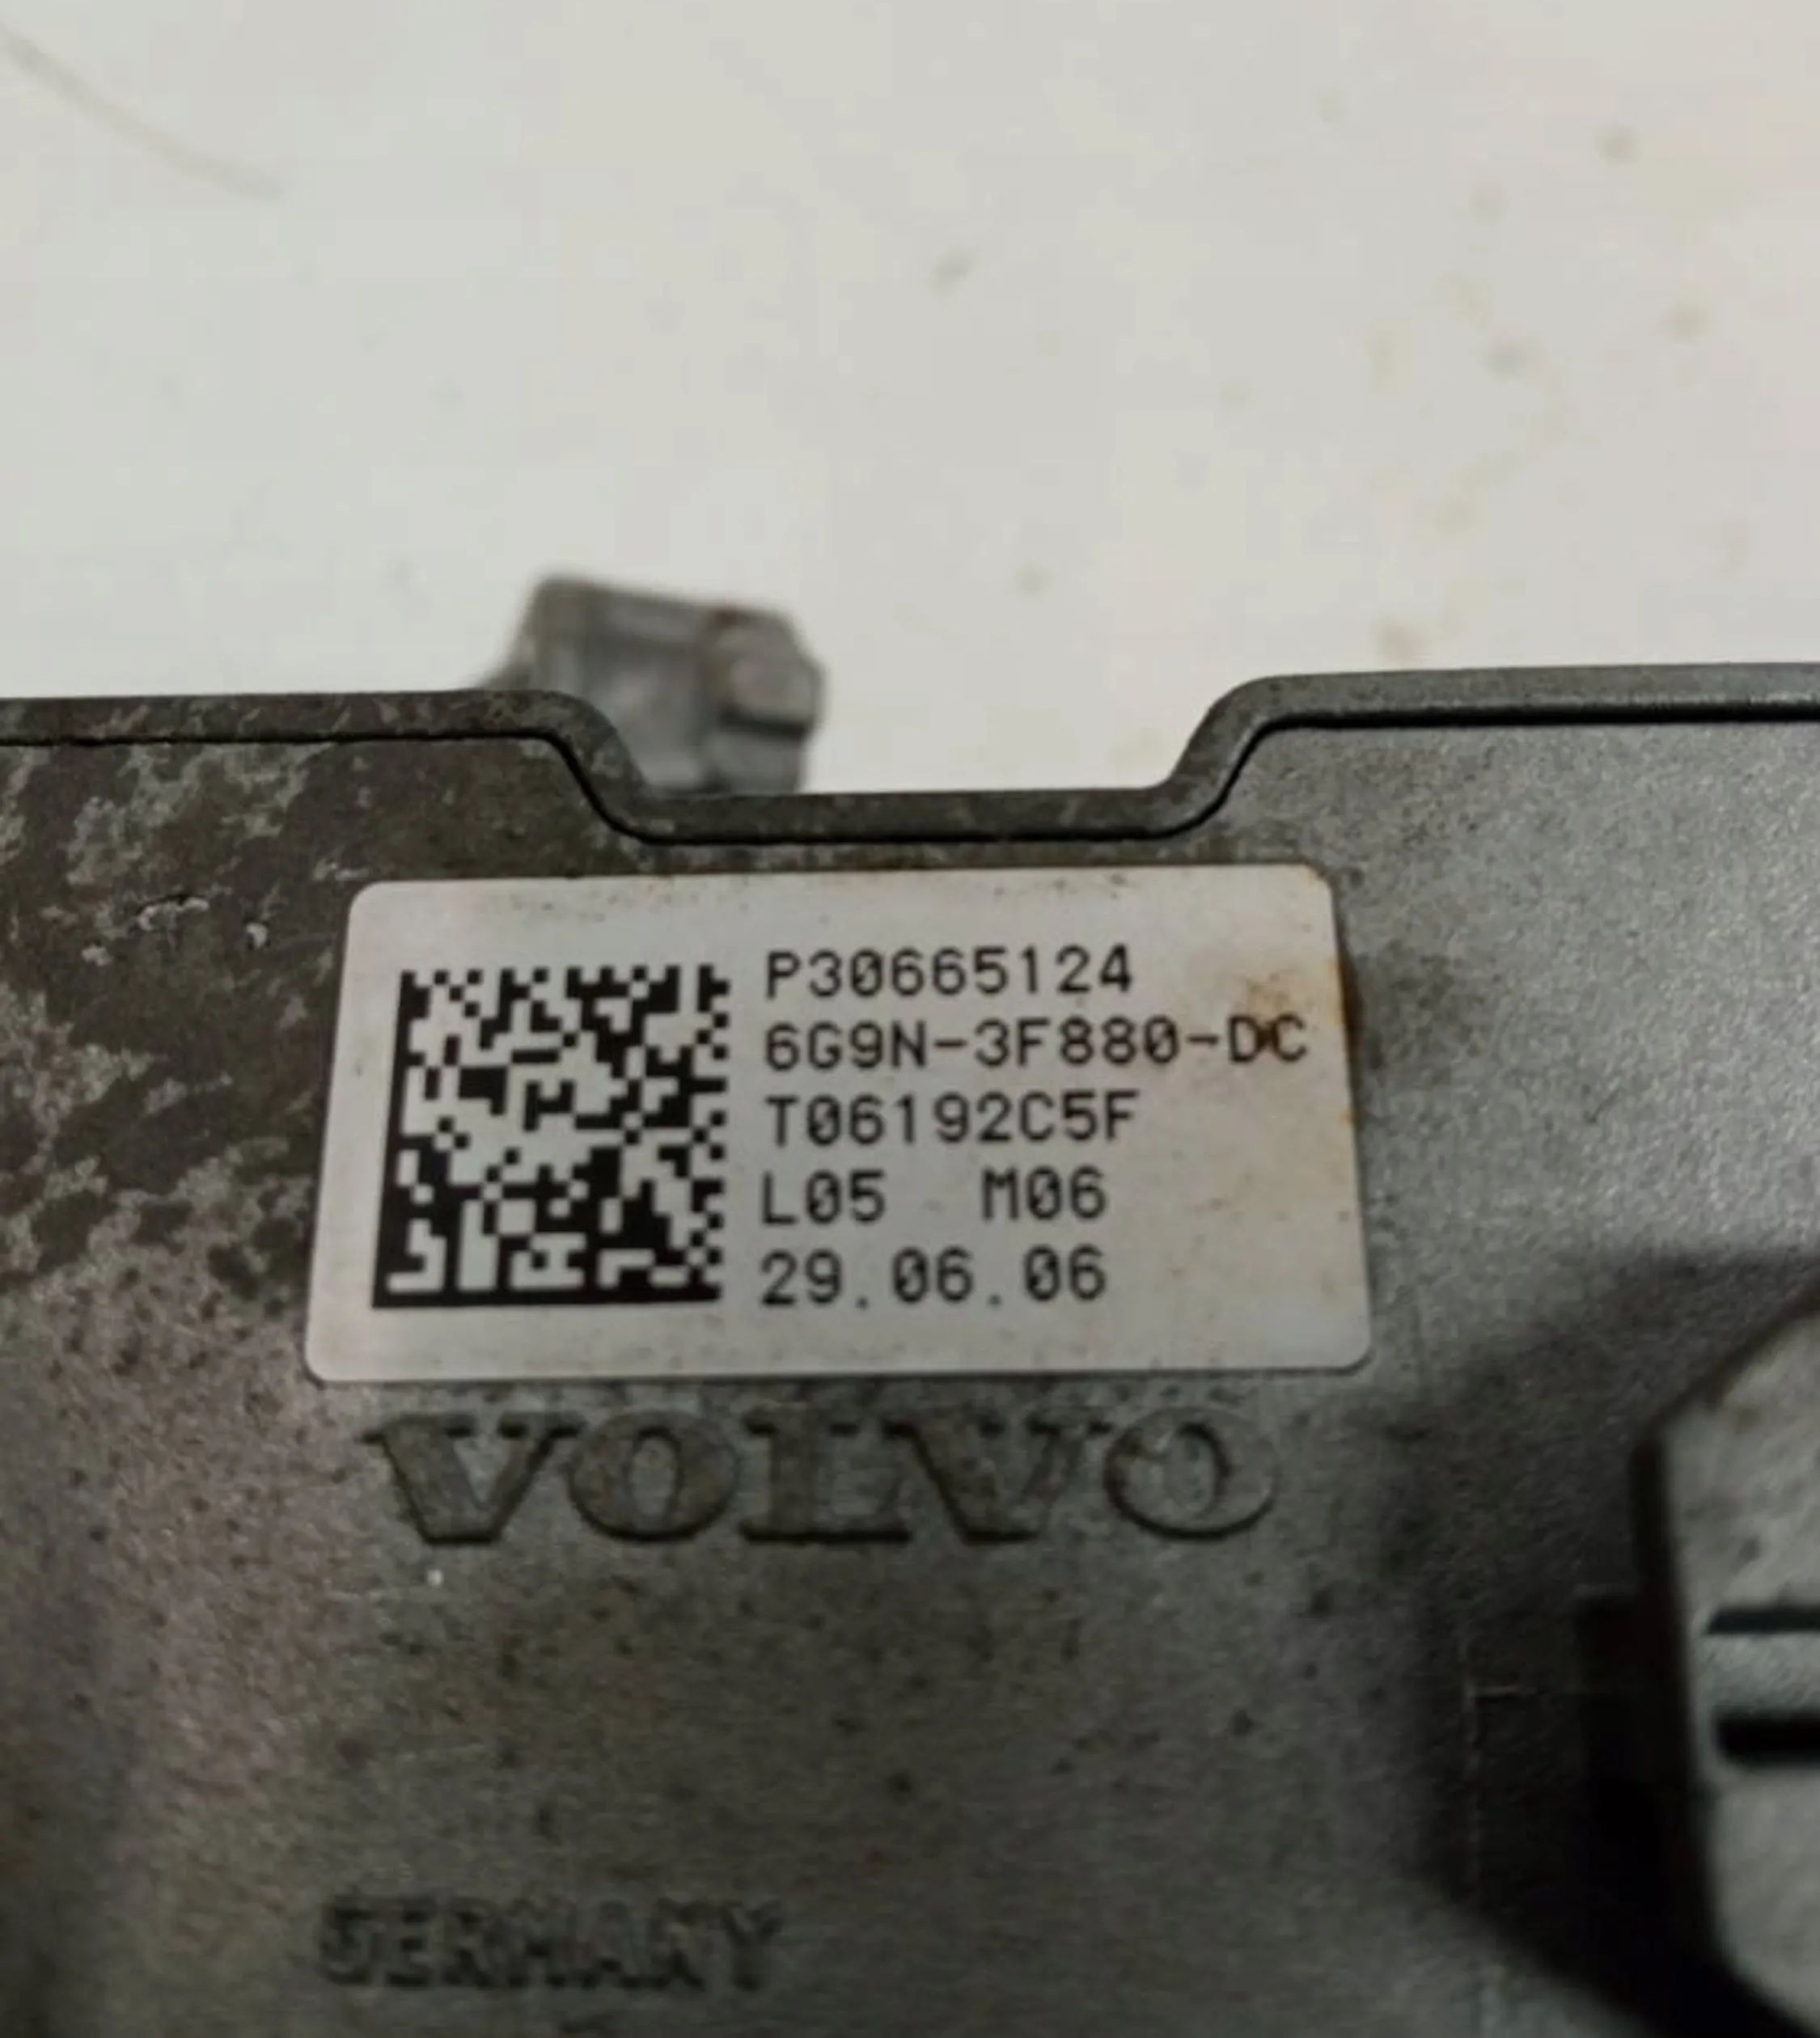 P30665124
6G9N-3F880-DC
T06192C5F
L05 M06
29.06.06
VOLVO
GERMANY